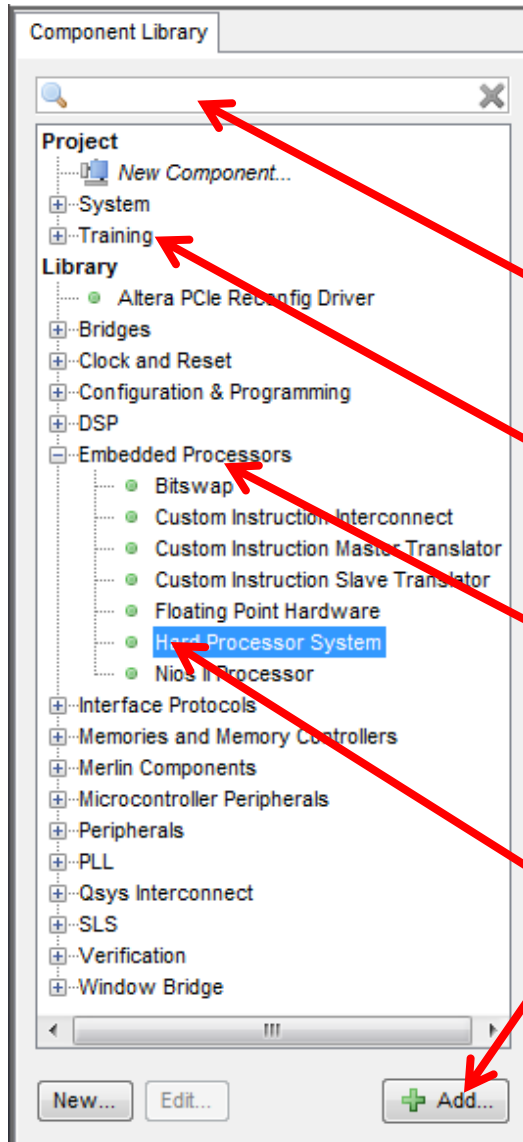 Component Library
Project
New Component...
System
Training
Library
Altera PCIe Reconfig Driver
Bridges
Clock and Reset
Configuration & Programming
DSP
Embedded Processors
Bitswap
Custom Instruction Interconnect
Custom Instruction Master Translator
Custom Instruction Slave Translator
Floating Point Hardware
Hard Processor System
Nios II Processor
Interface Protocols
Memories and Memory Controllers
Merlin Components
Microcontroller Peripherals
Peripherals
PLL
Qsys Interconnect
SLS
Verification
Window Bridge
New... Edit... Add...